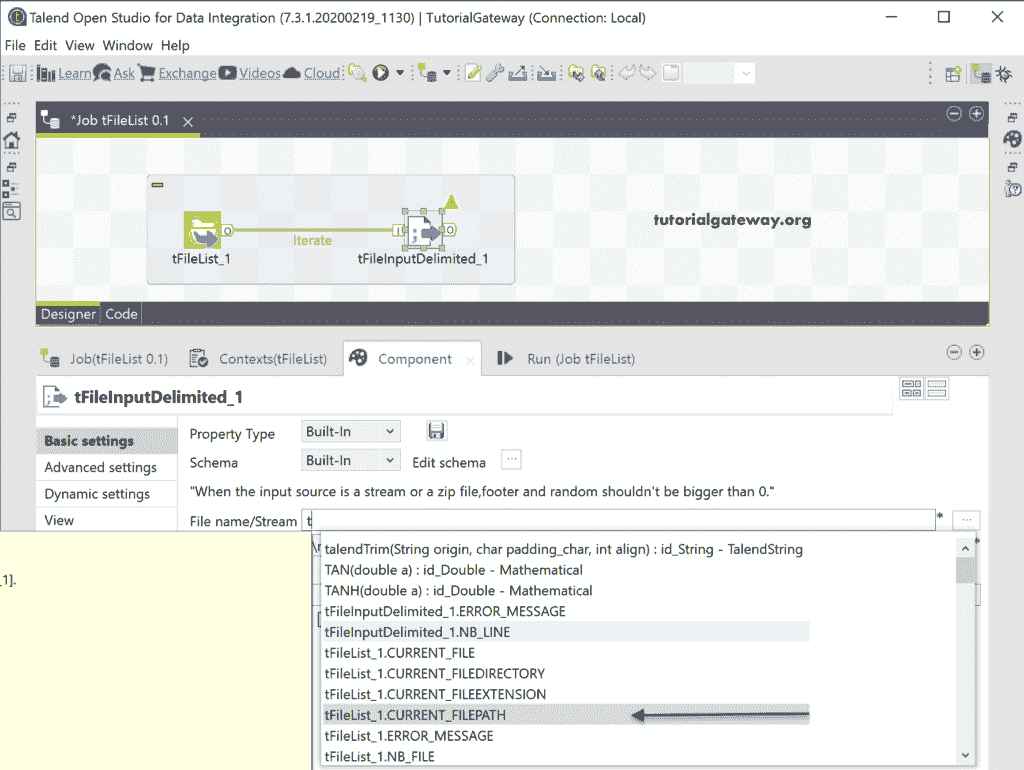 Talend Open Studio for Data Integration (7.3.1.20200219_1130) | TutorialGateway (Connection: Local)
File Edit View Window Help
Learn Ask Exchange Videos Cloud
*Job tFileList 0.1
tutorialgateway.org
Iterate
tFileList_1 tFileInputDelimited_1
Designer Code
Job(tFileList 0.1) Contexts(tFileList) Component Run (Job tFileList)
tFileInputDelimited_1
Basic settings
Advanced settings
Dynamic settings
View
Property Type Built-In
Schema Built-In Edit schema ...
"When the input source is a stream or a zip file,footer and random shouldn't be bigger than 0."
File name/Stream t * ...
_1].
talendTrim(String origin, char padding_char, int align) : id_String - TalendString
TAN(double a) : id_Double - Mathematical
TANH(double a) : id_Double - Mathematical
tFileInputDelimited_1.ERROR_MESSAGE
tFileInputDelimited_1.NB_LINE
tFileList_1.CURRENT_FILE
tFileList_1.CURRENT_FILEDIRECTORY
tFileList_1.CURRENT_FILEEXTENSION
tFileList_1.CURRENT_FILEPATH
tFileList_1.ERROR_MESSAGE
tFileList_1.NB_FILE